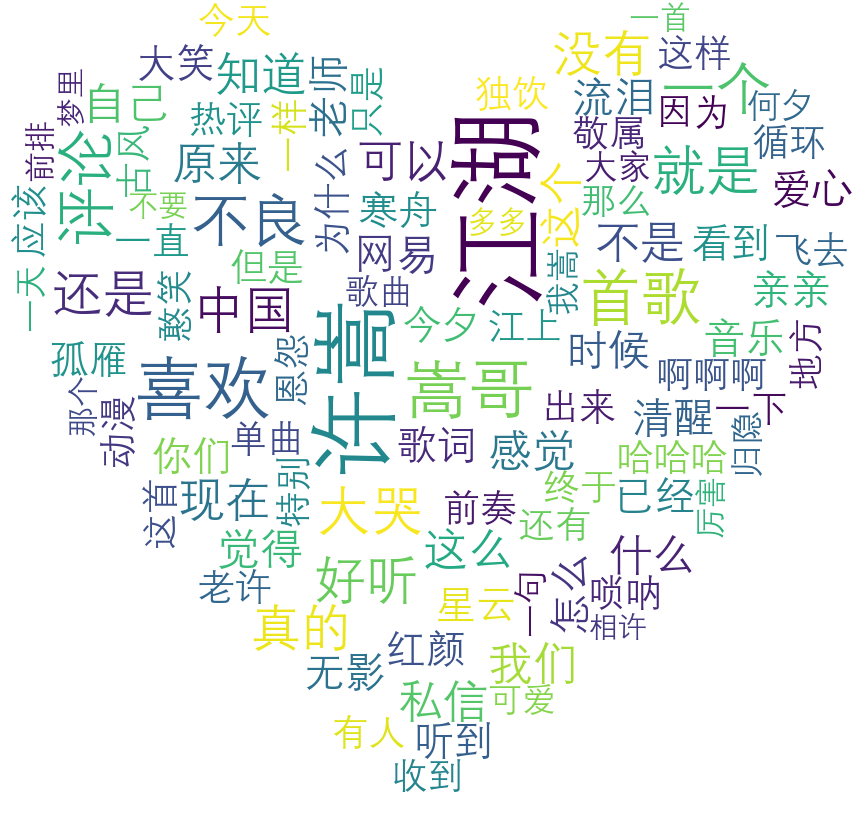 今天
一首
大笑
没有
这样
知道
老师
梦里
自己
只是
独饮
流泪
一个
热评
一样
因为
何夕
前排
评论
古风
原来
可以
江湖
敬属
循环
大家
就是
为什么
不良
寒舟
多多
这个
那么
爱心
应该
不要
一直
网易
不是
看到
飞去
一天
还是
憨笑
但是
中国
歌曲
我嵩
首歌
亲亲
孤雁
恩怨
许嵩
今夕
江上
音乐
时候
地方
喜欢
嵩哥
啊啊啊
那个
动漫
出来
清醒
一下
归隐
你们
单曲
歌词
感觉
哈哈哈
这首
现在
特别
大哭
前奏
终于
已经
厉害
还有
觉得
这么
什么
老许
好听
一句
怎么
唢呐
星云
真的
相许
无影
红颜
我们
私信
可爱
有人
听到
收到